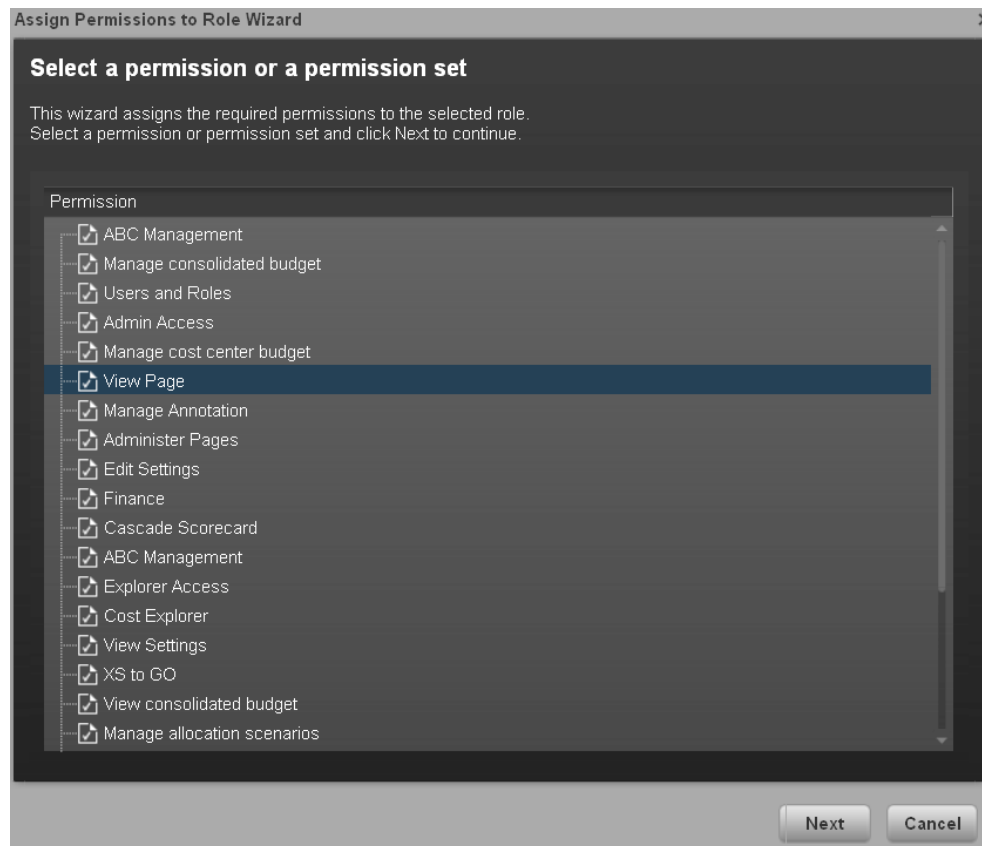 Assign Permissions to Role Wizard
Select a permission or a permission set
This wizard assigns the required permissions to the selected role.
Select a permission or permission set and click Next to continue.
Permission
ABC Management
Manage consolidated budget
Users and Roles
Admin Access
Manage cost center budget
View Page
Manage Annotation
Administer Pages
Edit Settings
Finance
Cascade Scorecard
ABC Management
Explorer Access
Cost Explorer
View Settings
XS to GO
View consolidated budget
Manage allocation scenarios
Next Cancel